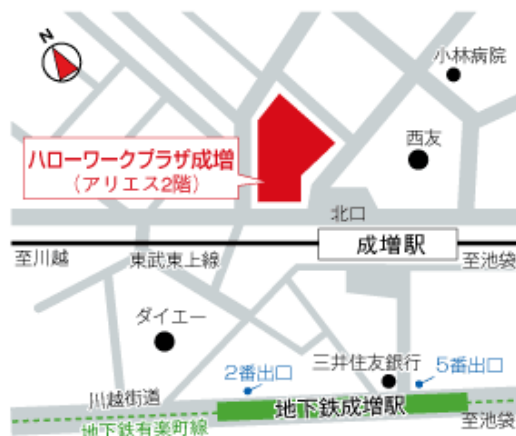 N
小林病院
西友
ハローワークプラザ成増
(アリエス2階)
北口
成増駅
至川越
東武東上線
至池袋
ダイエー
三井住友銀行
2番出口
5番出口
川越街道
地下鉄成増駅
地下鉄有楽町線
至池袋